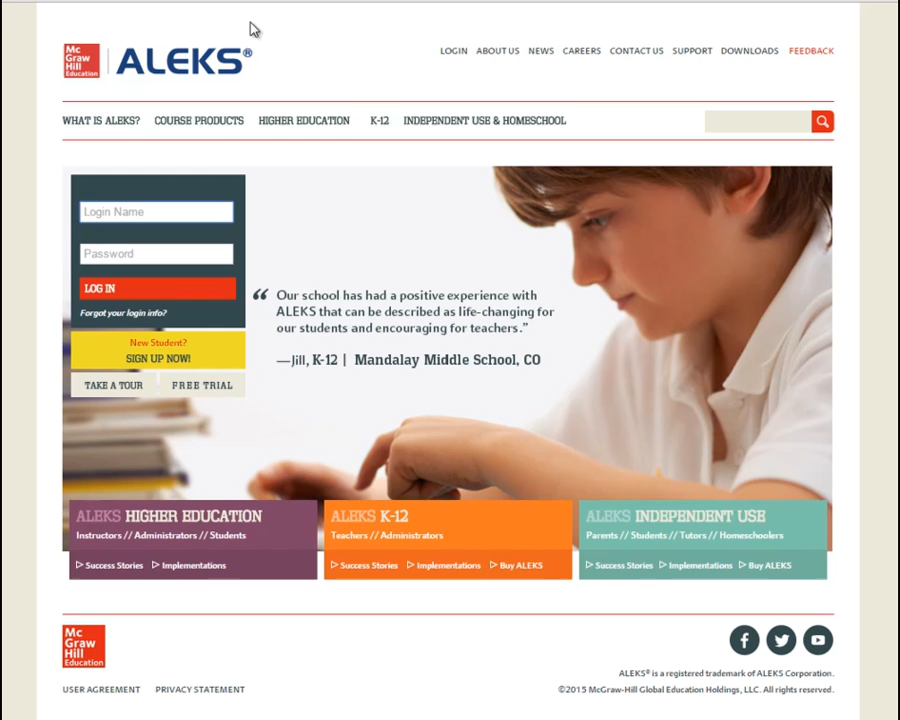 Mc
Graw
Hill
Education
ALEKS®
LOGIN ABOUT US NEWS CAREERS CONTACT US SUPPORT DOWNLOADS FEEDBACK
WHAT IS ALEKS? COURSE PRODUCTS HIGHER EDUCATION K-12 INDEPENDENT USE & HOMESCHOOL
Login Name
Password
LOG IN
Forgot your login info?
New Student?
SIGN UP NOW!
TAKE A TOUR FREE TRIAL
“ Our school has had a positive experience with
ALEKS that can be described as life-changing for
our students and encouraging for teachers.”
—Jill, K-12 | Mandalay Middle School, CO
ALEKS HIGHER EDUCATION
Instructors // Administrators // Students
Success Stories Implementations
ALEKS K-12
Teachers // Administrators
Success Stories Implementations Buy ALEKS
ALEKS INDEPENDENT USE
Parents // Students // Tutors // Homeschoolers
Success Stories Implementations Buy ALEKS
Mc
Graw
Hill
Education
USER AGREEMENT PRIVACY STATEMENT
ALEKS® is a registered trademark of ALEKS Corporation.
©2015 McGraw-Hill Global Education Holdings, LLC. All rights reserved.